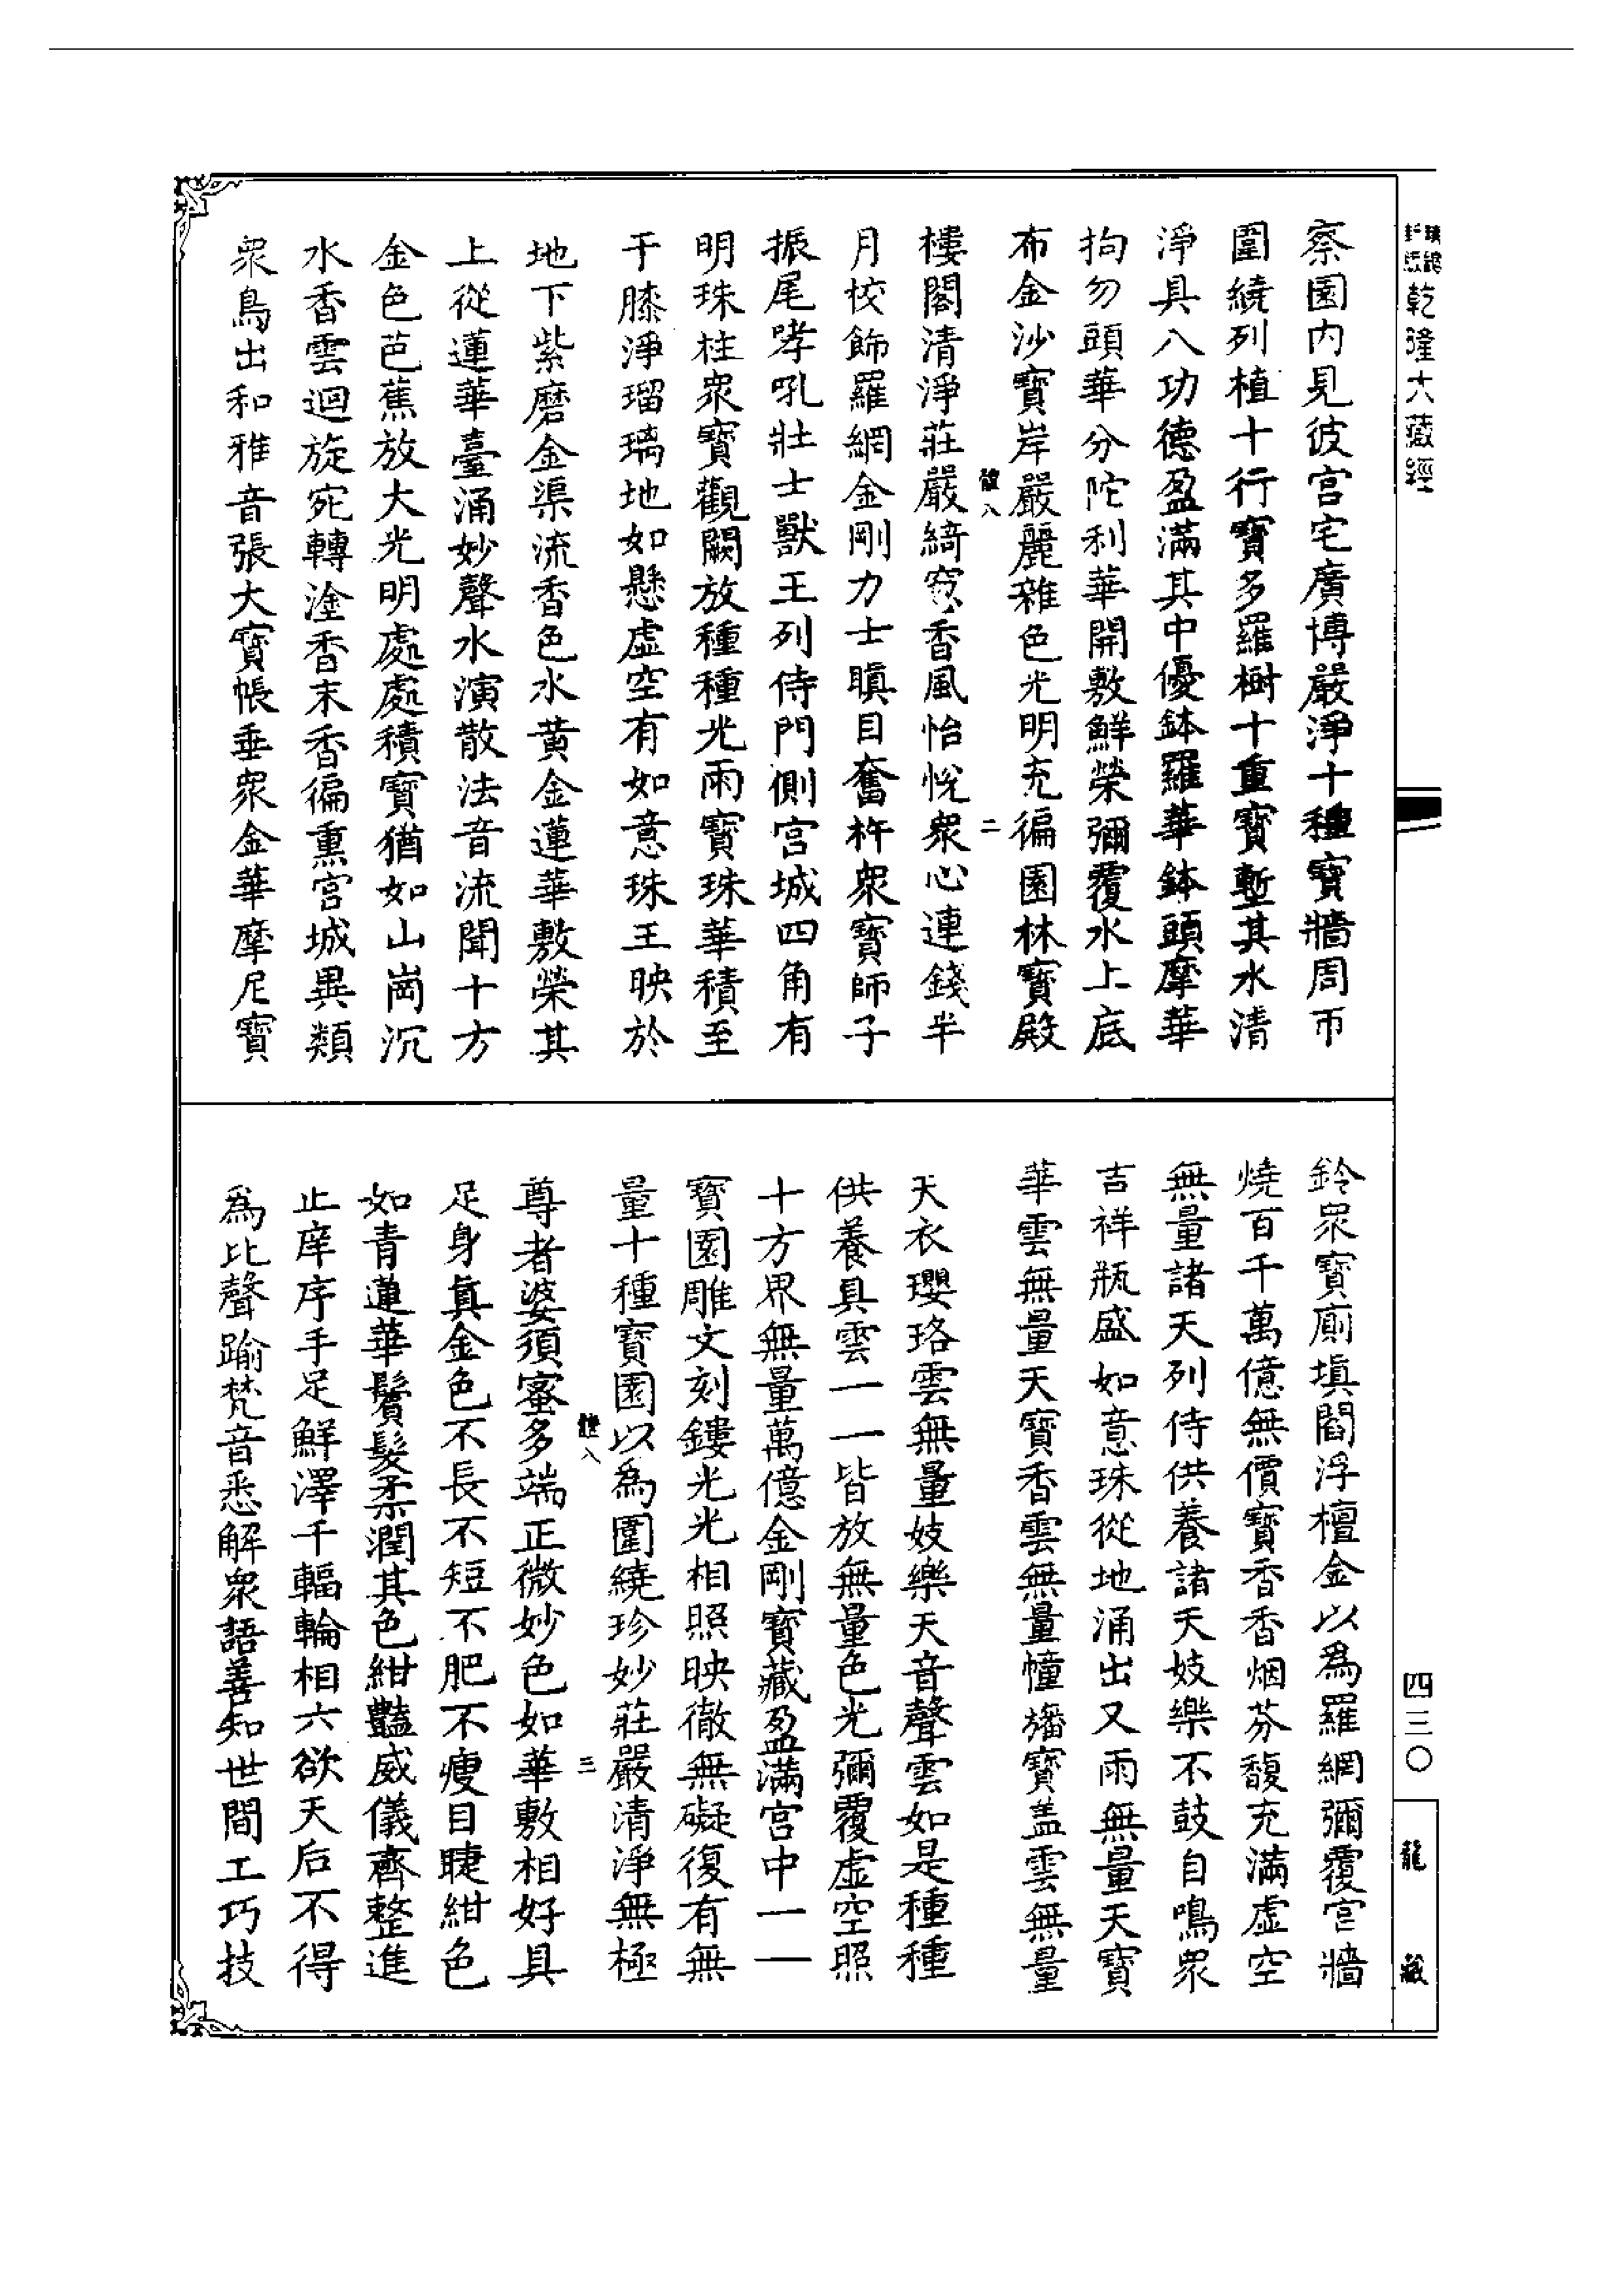 乾隆大藏經
察園内見彼宫宅廣博嚴淨十種寶牆周帀
圍繞列植十行寶多羅樹十重寶塹其水清
淨具八功德盈滿其中優鉢羅華鉢頭摩華
拘勿頭華分陀利華開敷鮮榮彌覆水上底
布金沙寶岸嚴麗雜色光明充徧園林寶殿
八 二
樓閣清淨莊嚴綺窓香風怡悅衆心連錢半
月校飾羅網金剛力士瞋目奮杵衆寶師子
振尾哮吼壯士獸王列侍門側宫城四角有
明珠柱衆寶觀闕放種種光雨寶珠華積至
于膝淨瑠璃地如懸虚空有如意珠王映於
地下紫磨金渠流香色水黄金蓮華敷榮其
上從蓮華臺涌妙聲水演散法音流聞十方
金色芭蕉放大光明處處積寶猶如山崗沉
水香雲迴旋宛轉塗香末香徧熏宫城異類
衆鳥出和雅音張大寶帳垂衆金華摩尼寶
鈴衆寶廁塡閻浮檀金以為羅網彌覆宫牆
燒百千萬億無價寶香香烟芬馥充滿虚空
無量諸天列侍供養諸天妓樂不鼓自鳴衆
吉祥瓶盛如意珠從地涌出又雨無量天寶
華雲無量天寶香雲無量幢旛寶盖雲無量
天衣瓔珞雲無量妓樂天音聲雲如是種種
供養具雲一一皆放無量色光彌覆虚空照
十方界無量萬億金剛寶藏盈滿宫中一一
寶園雕文刻鏤光光相照映徹無礙復有無
量十種寶園以為圍繞珍妙莊嚴清淨無極
八 三
尊者婆須蜜多端正微妙色如華敷相好具
足身真金色不長不短不肥不瘦目睫紺色
如青蓮華鬢髮柔潤其色紺豔威儀齊整進
止庠序手足鮮澤千輻輪相六欲天后不得
為比聲踰梵音悉解衆語善知世間工巧技
四三〇
龍藏